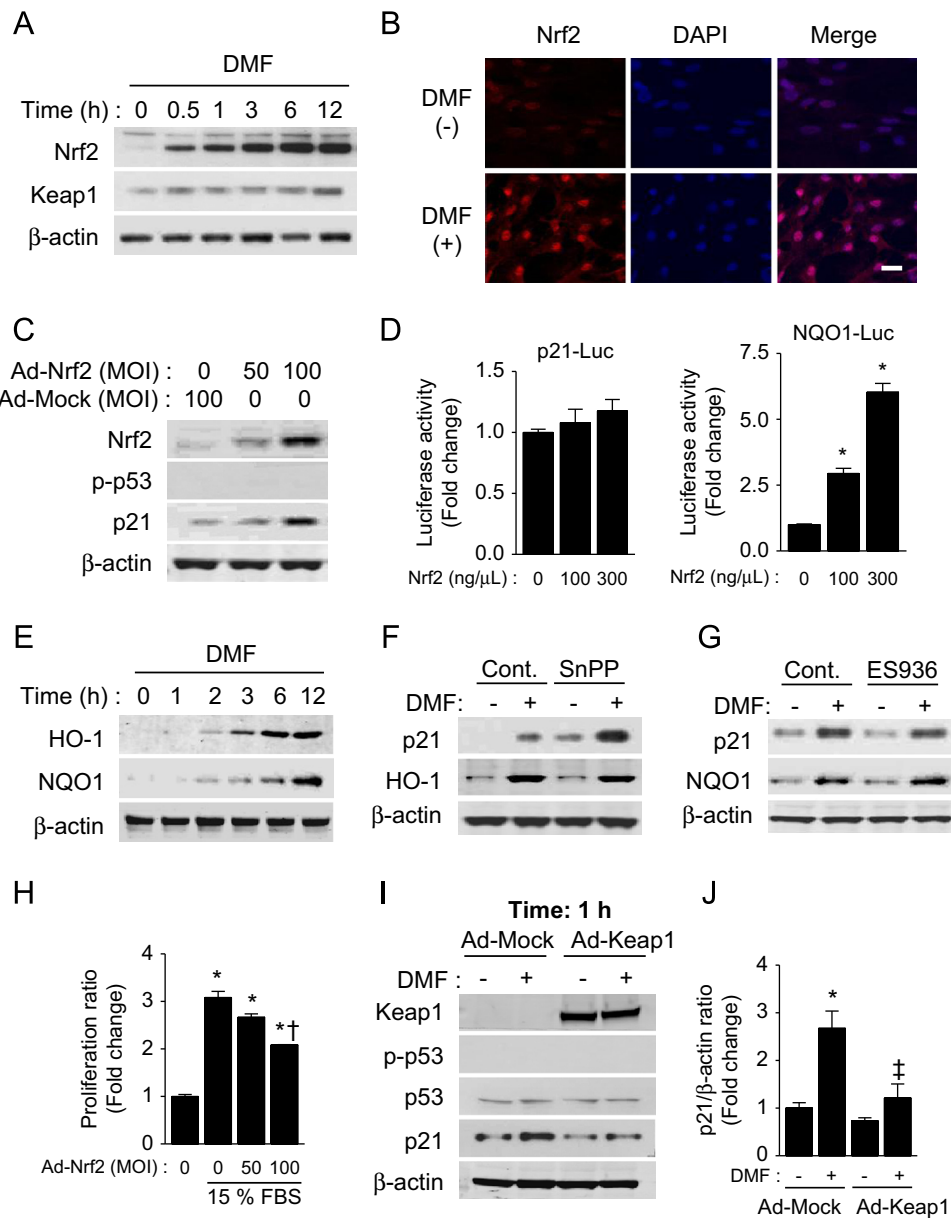 A
DMF
Time (h) : 0 0.5 1 3 6 12
Nrf2
Keap1
β-actin
B
Nrf2 DAPI Merge
DMF
(-)
DMF
(+)
C
Ad-Nrf2 (MOI) : 0 50 100
Ad-Mock (MOI) : 100 0 0
Nrf2
p-p53
p21
β-actin
D
p21-Luc
Luciferase activity
(Fold change)
1.5
1.0
0.5
0.0
Nrf2 (ng/μL) : 0 100 300
NQO1-Luc
Luciferase activity
(Fold change)
7.5
5.0
2.5
0.0
* *
Nrf2 (ng/μL) : 0 100 300
E
DMF
Time (h) : 0 1 2 3 6 12
HO-1
NQO1
β-actin
F
Cont. SnPP
DMF: - + - +
p21
HO-1
β-actin
G
Cont. ES936
DMF: - + - +
p21
NQO1
β-actin
H
Proliferation ratio
(Fold change)
4
3
2
1
0
* * *†
Ad-Nrf2 (MOI) 0 0 50 100
15 % FBS
I
Time: 1 h
Ad-Mock Ad-Keap1
DMF : - + - +
Keap1
p-p53
p53
p21
β-actin
J
p21/β-actin ratio
(Fold change)
4
3
2
1
0
* ‡
DMF : - + - +
Ad-Mock Ad-Keap1